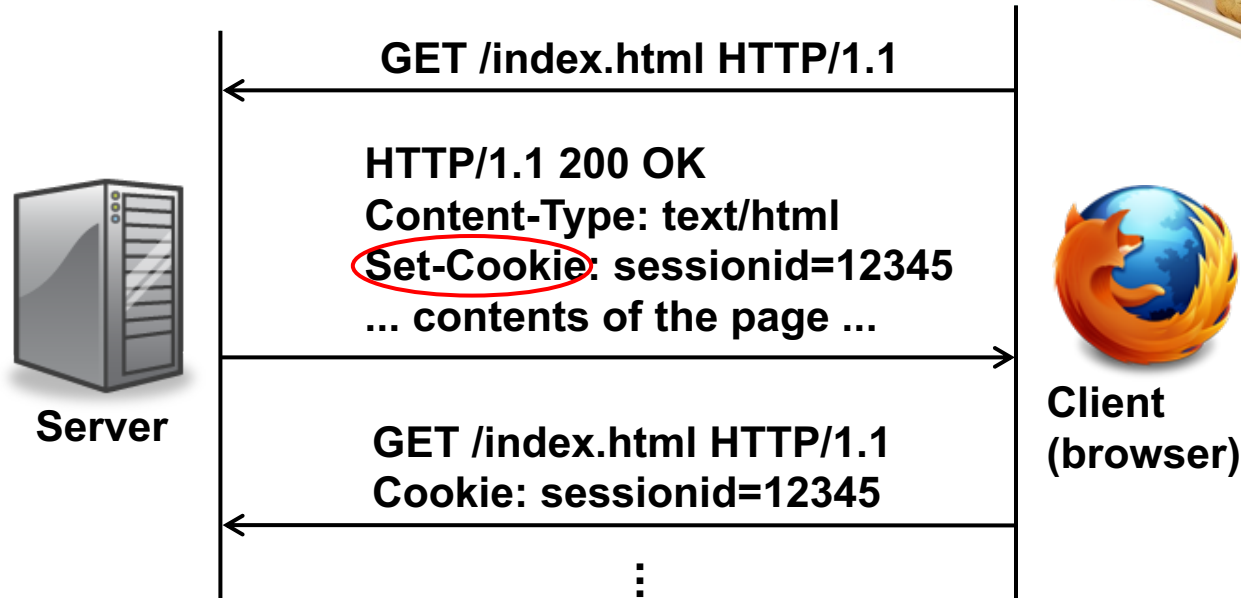 GET /index.html HTTP/1.1
HTTP/1.1 200 OK
Content-Type: text/html
Set-Cookie: sessionid=12345
... contents of the page ...
Server
Client
(browser)
GET /index.html HTTP/1.1
Cookie: sessionid=12345
...